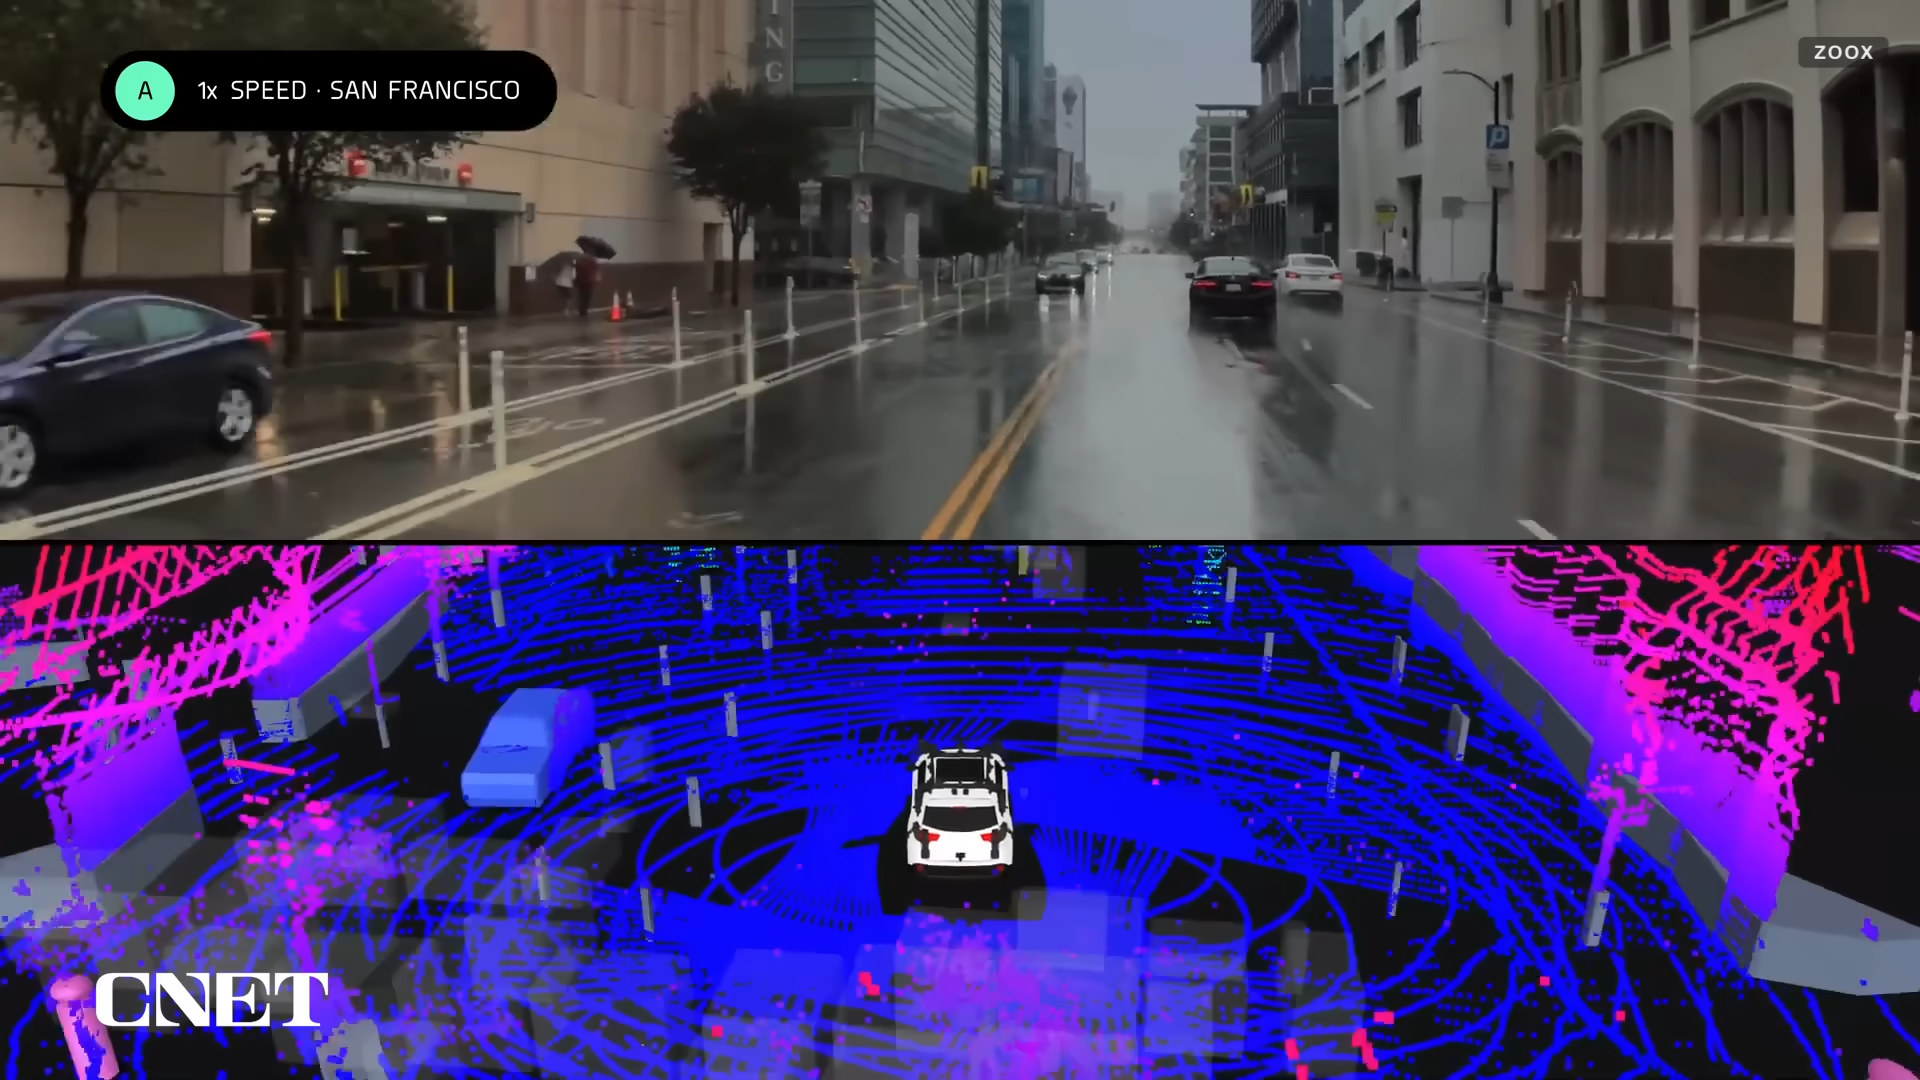 A 1x SPEED · SAN FRANCISCO
ZOOX
N
G
P
CNET